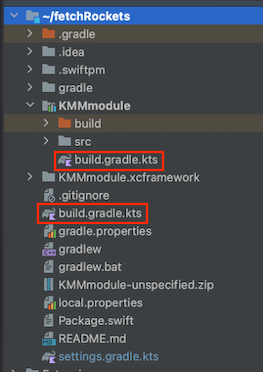 ~/fetchRockets
.gradle
.idea
.swiftpm
gradle
KMMmodule
build
src
build.gradle.kts
KMMmodule.xcframework
.gitignore
build.gradle.kts
gradle.properties
gradlew
gradlew.bat
KMMmodule-unspecified.zip
local.properties
Package.swift
README.md
settings.gradle.kts